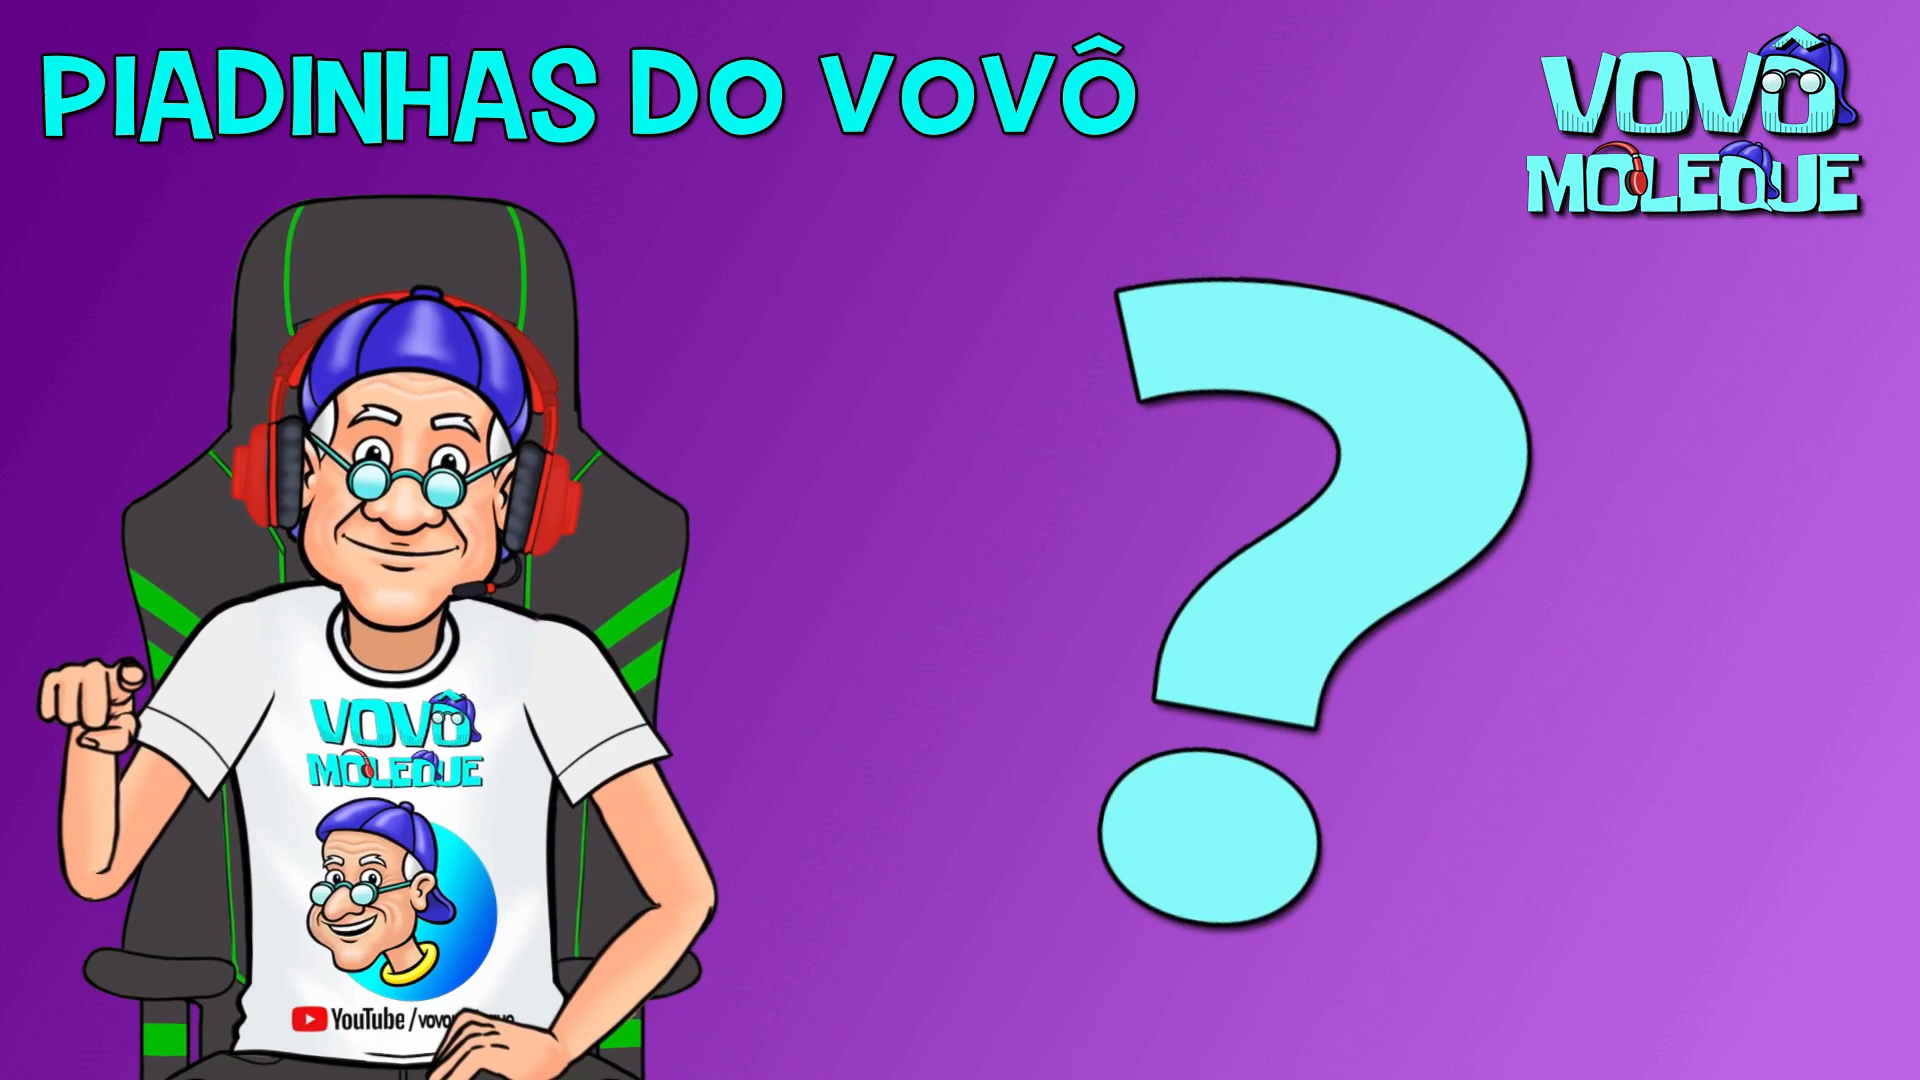 PIADINHAS DO VOVÔ
VOVÔ
MOLEQUE
?
VOVÔ
MOLEQUE
YouTube